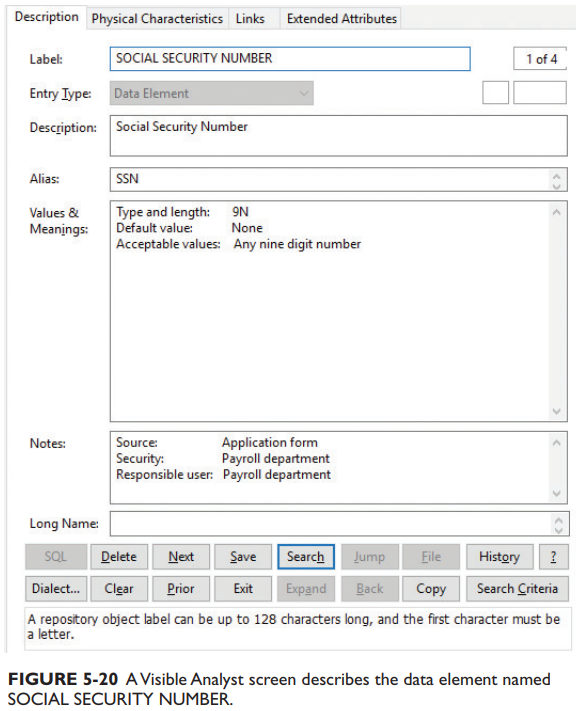 Description Physical Characteristics Links Extended Attributes
Label: SOCIAL SECURITY NUMBER 1 of 4
Entry Type: Data Element
Description: Social Security Number
Alias: SSN
Values & Meanings: Type and length: 9N
Default value: None
Acceptable values: Any nine digit number
Notes: Source: Application form
Security: Payroll department
Responsible user: Payroll department
Long Name:
SQL Delete Next Save Search Jump File History ?
Dialect... Clear Prior Exit Expand Back Copy Search Criteria
A repository object label can be up to 128 characters long, and the first character must be
a letter.
FIGURE 5-20 A Visible Analyst screen describes the data element named
SOCIAL SECURITY NUMBER.